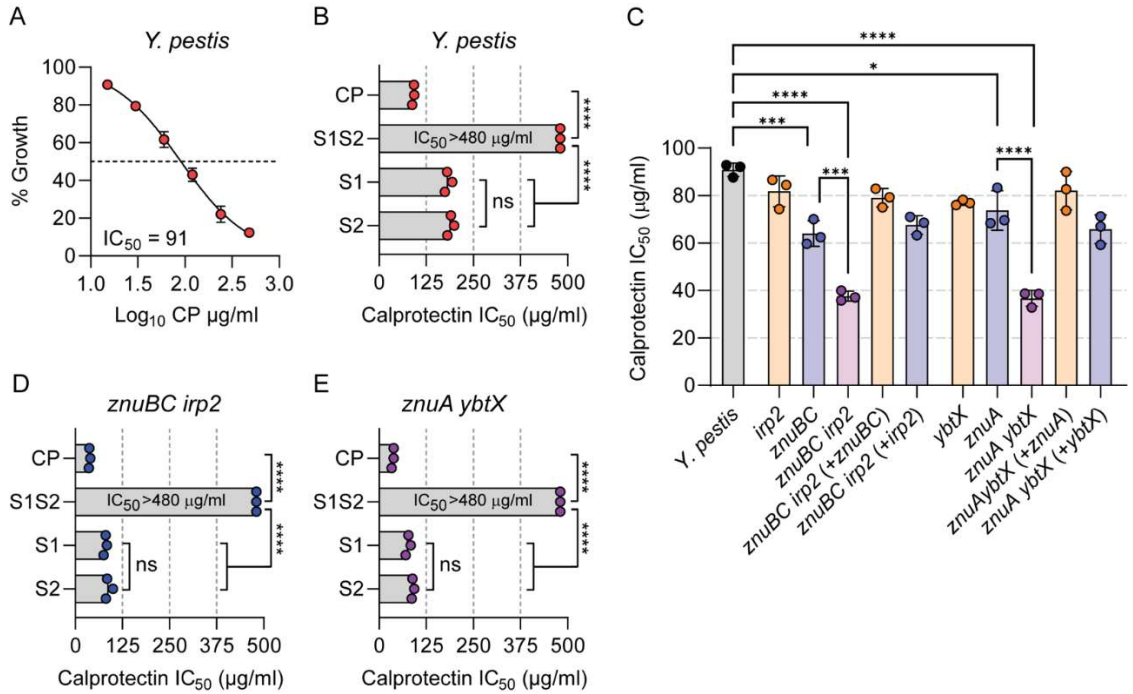 A
Y. pestis
% Growth
100
80
60
40
20
0
IC50 = 91
1.0 1.5 2.0 2.5 3.0
Log10 CP µg/ml
B
Y. pestis
CP
S1S2
S1
S2
IC50>480 µg/ml
****
****
ns
0 125 250 375 500
Calprotectin IC50 (µg/ml)
C
****
*
****
***
***
****
Calprotectin IC50 (µg/ml)
100
80
60
40
20
0
Y. pestis
irp2
znuBC
znuBC irp2
znuBC irp2 (+znuBC)
znuBC irp2 (+irp2)
ybtX
znuA
znuA ybtX
znuAybtX (+znuA)
znuA ybtX (+ybtX)
D
znuBC irp2
CP
S1S2
S1
S2
IC50>480 µg/ml
****
****
ns
0 125 250 375 500
Calprotectin IC50 (µg/ml)
E
znuA ybtX
CP
S1S2
S1
S2
IC50>480 µg/ml
****
****
ns
0 125 250 375 500
Calprotectin IC50 (µg/ml)